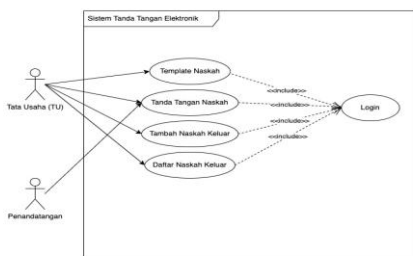 Sistem Tanda Tangan Elektronik
Template Naskah
<<include>>
Tata Usaha (TU)
Tanda Tangan Naskah
<<include>>
Login
Tambah Naskah Keluar
<<include>>
Daftar Naskah Keluar
<<include>>
Penandatangan